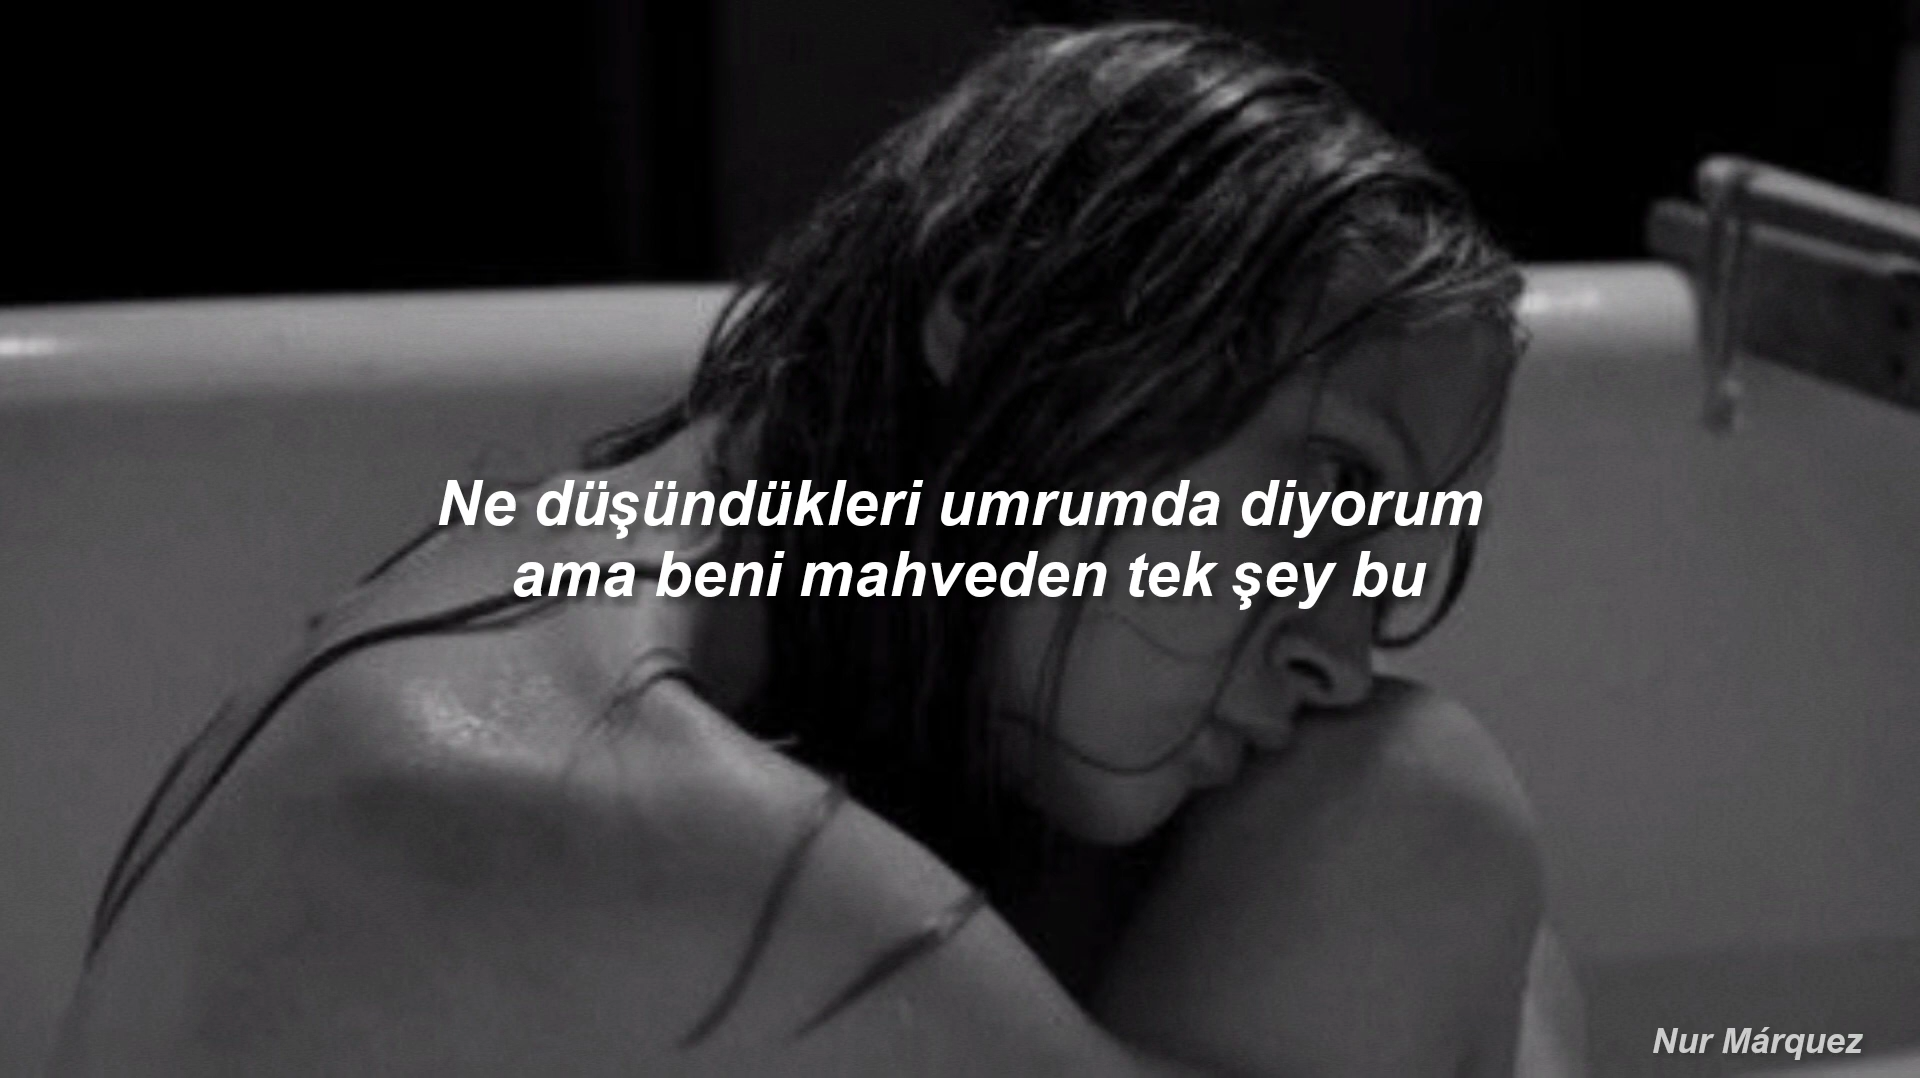 Ne düşündükleri umrumda diyorum
ama beni mahveden tek şey bu
Nur Márquez